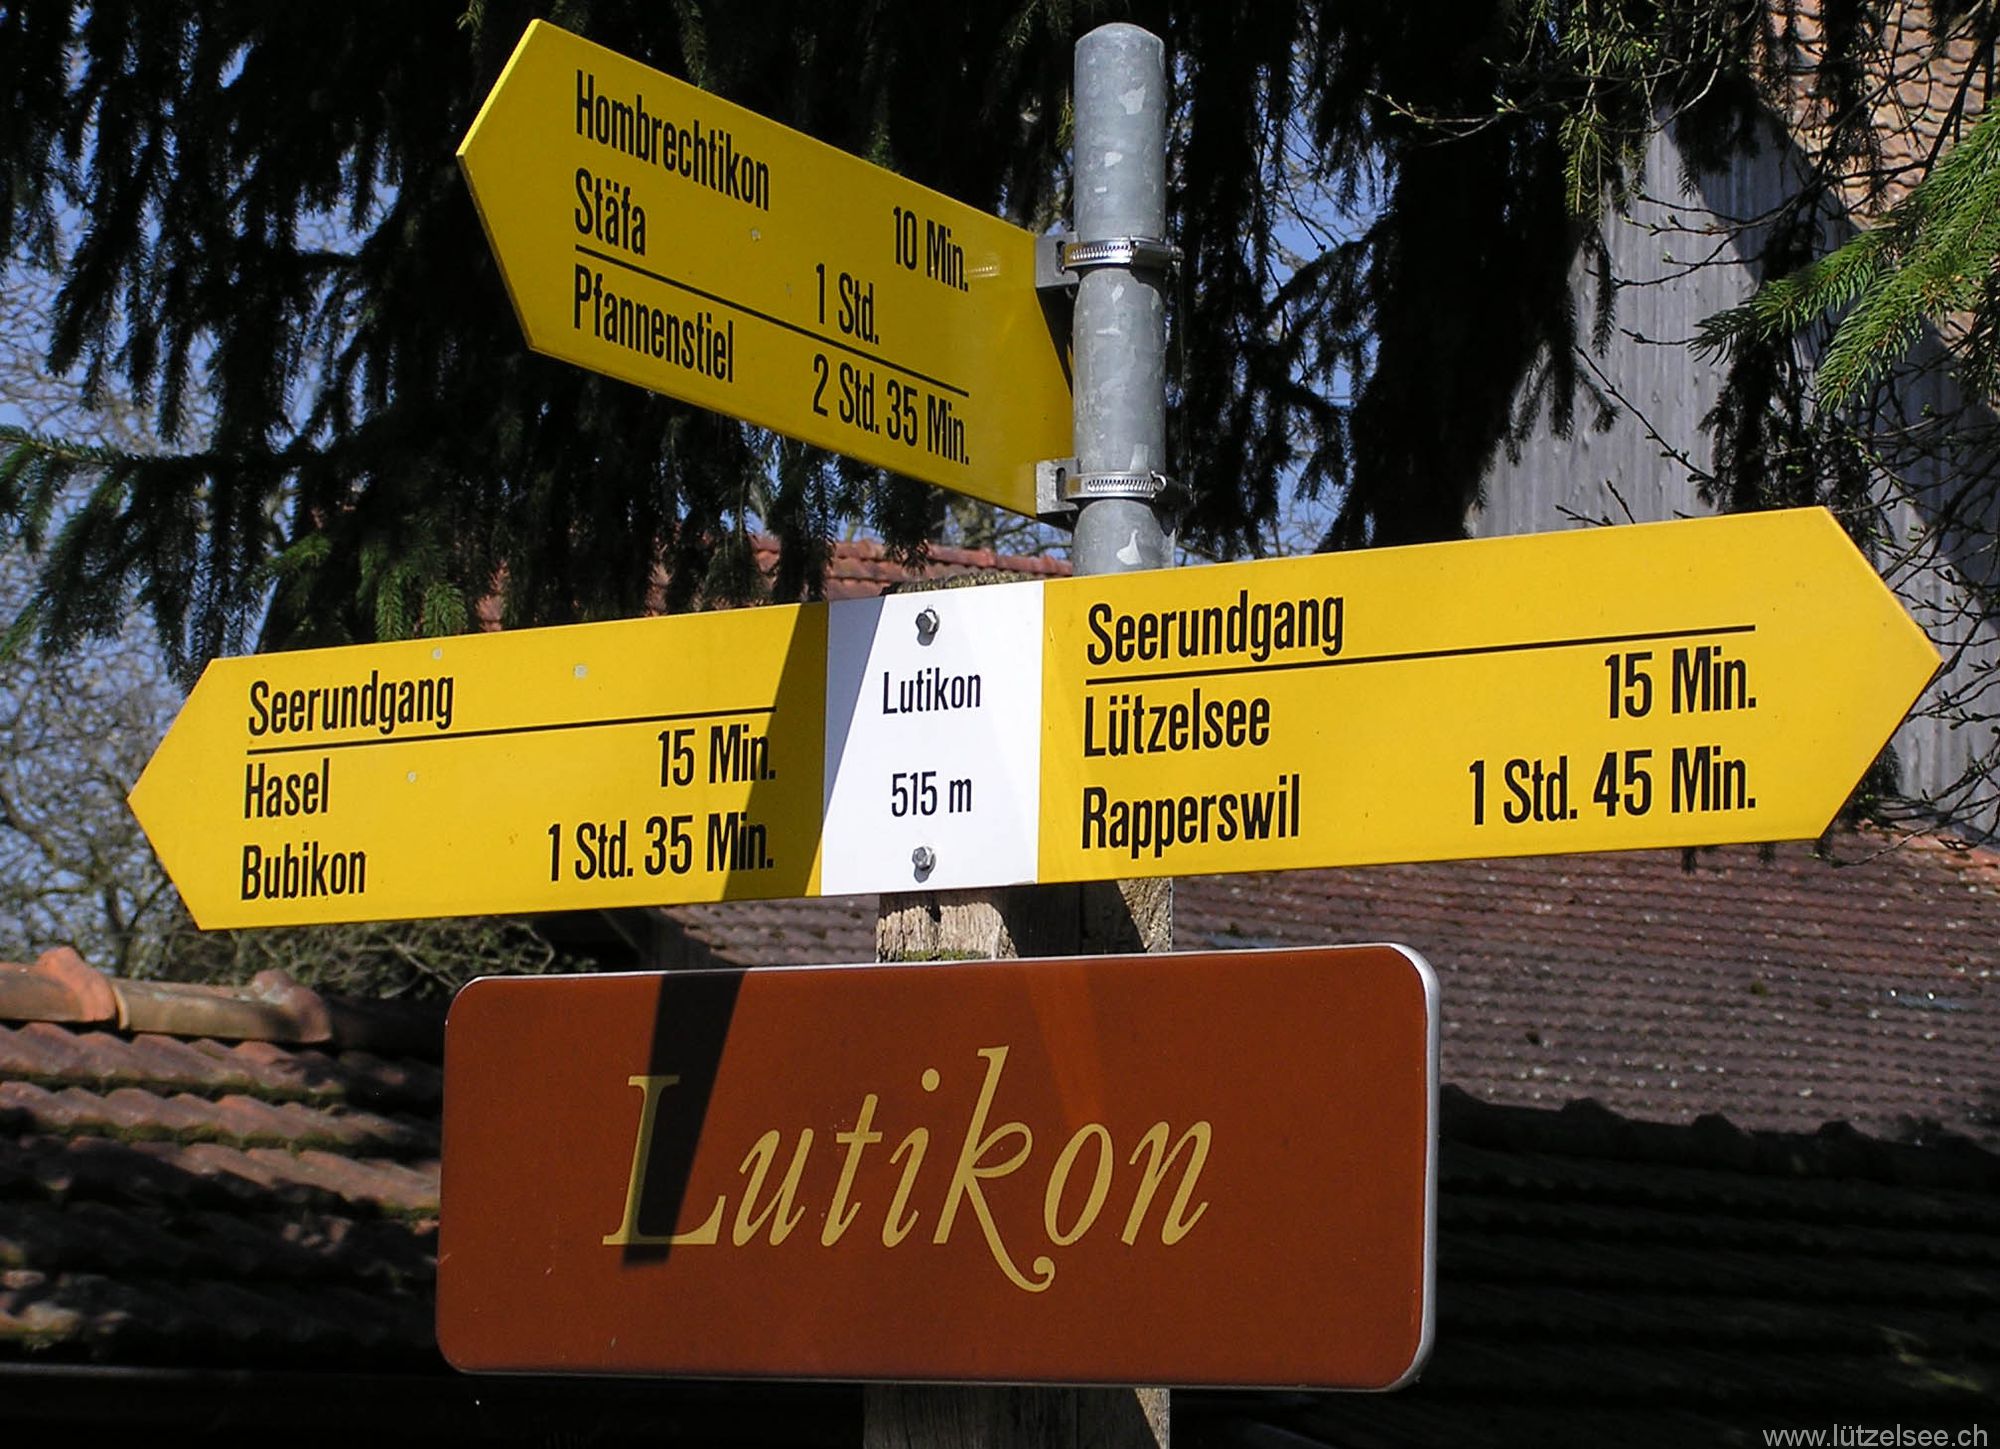 Hombrechtikon 10 Min.
Stäfa 1 Std.
Pfannenstiel 2 Std. 35 Min.
Seerundgang
Hasel 15 Min.
Bubikon 1 Std. 35 Min.
Lutikon
515 m
Seerundgang
Lützelsee 15 Min.
Rapperswil 1 Std. 45 Min.
Lutikon
www.lützelsee.ch